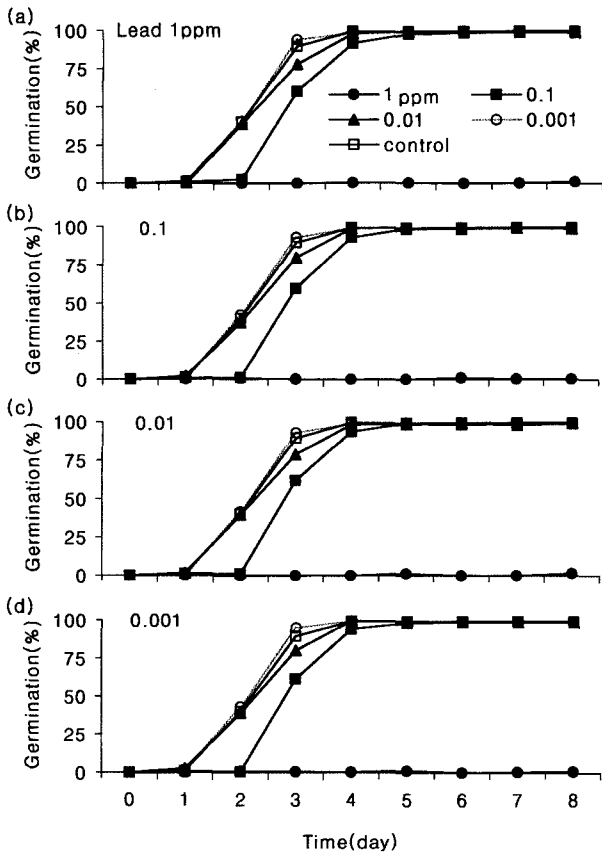 (a)
Lead 1ppm
Germination(%)
100
75
50
25
0
1 ppm
0.1
0.01
0.001
control
(b)
0.1
Germination(%)
100
75
50
25
0
(c)
0.01
Germination(%)
100
75
50
25
0
(d)
0.001
Germination(%)
100
75
50
25
0
0 1 2 3 4 5 6 7 8
Time(day)